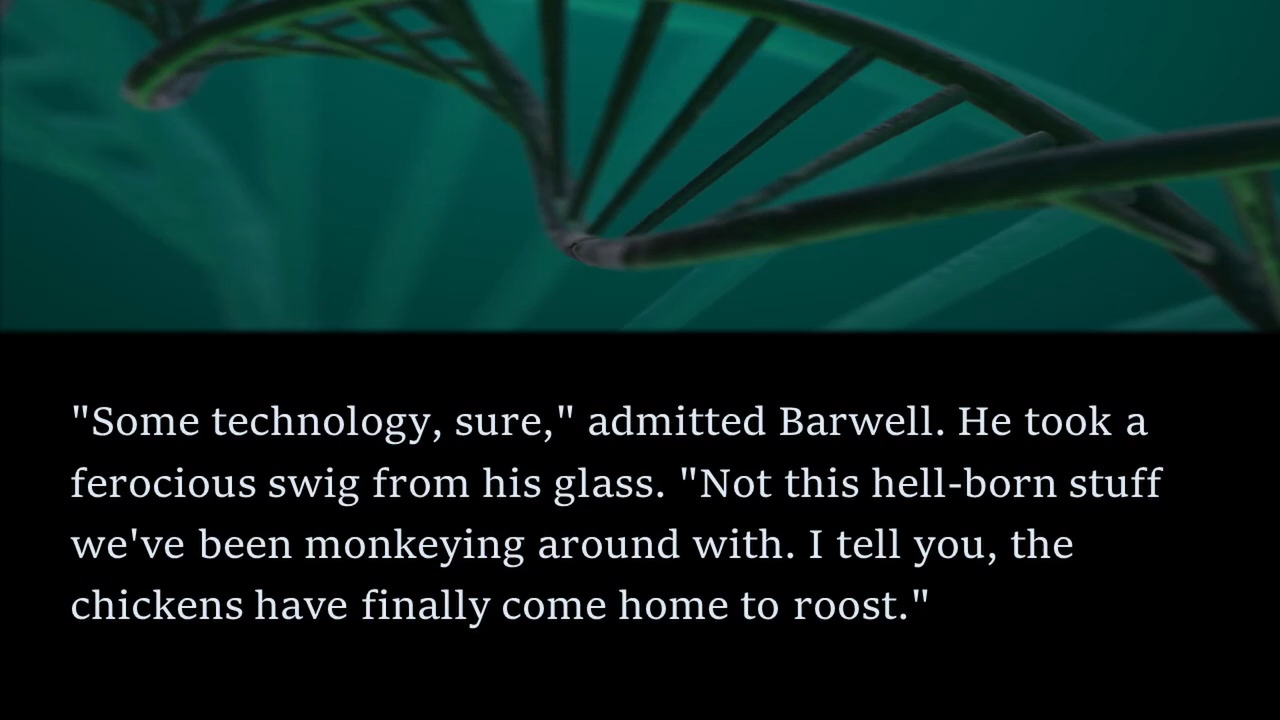 "Some technology, sure," admitted Barwell. He took a
ferocious swig from his glass. "Not this hell-born stuff
we've been monkeying around with. I tell you, the
chickens have finally come home to roost."